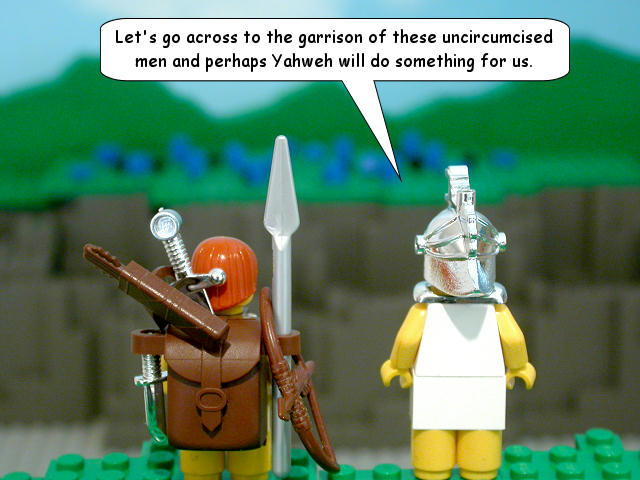 Let's go across to the garrison of these uncircumcised
men and perhaps Yahweh will do something for us.